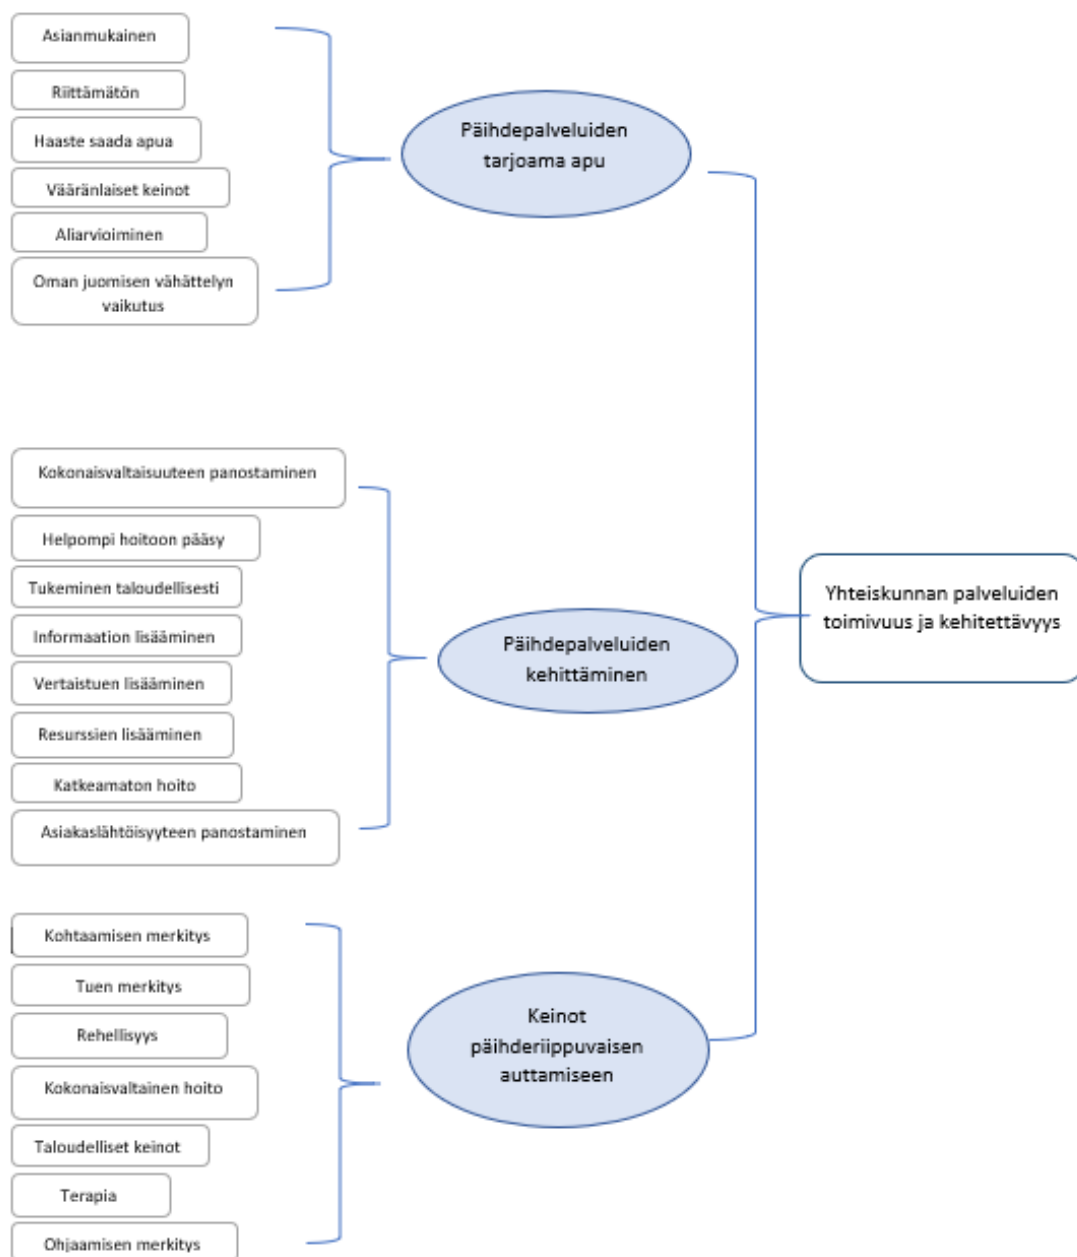 Asianmukainen
Riittämätön
Haaste saada apua
Vääränlaiset keinot
Aliarvioiminen
Oman juomisen vähättelyn
vaikutus
Päihdepalveluiden
tarjoama apu
Kokonaisvaltaisuuteen panostaminen
Helpompi hoitoon pääsy
Tukeminen taloudellisesti
Informaation lisääminen
Vertaistuen lisääminen
Resurssien lisääminen
Katkeamaton hoito
Asiakaslähtöisyyteen panostaminen
Päihdepalveluiden
kehittäminen
Kohtaamisen merkitys
Tuen merkitys
Rehellisyys
Kokonaisvaltainen hoito
Taloudelliset keinot
Terapia
Ohjaamisen merkitys
Keinot
päihderiippuvaisen
auttamiseen
Yhteiskunnan palveluiden
toimivuus ja kehitettävyys